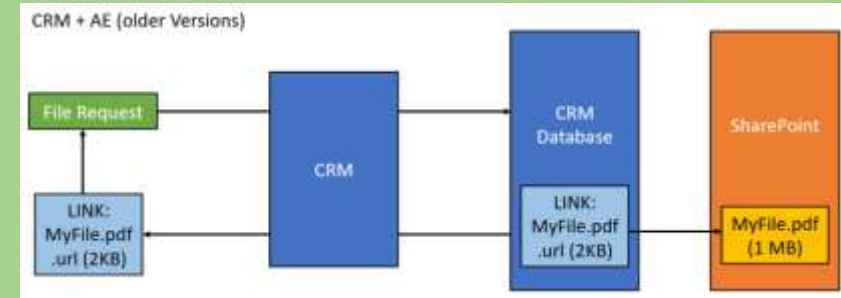 CRM + AE (older Versions)
File Request
CRM
CRM
Database
SharePoint
LINK:
MyFile.pdf
.url (2KB)
LINK:
MyFile.pdf
.url (2KB)
MyFile.pdf
(1 MB)